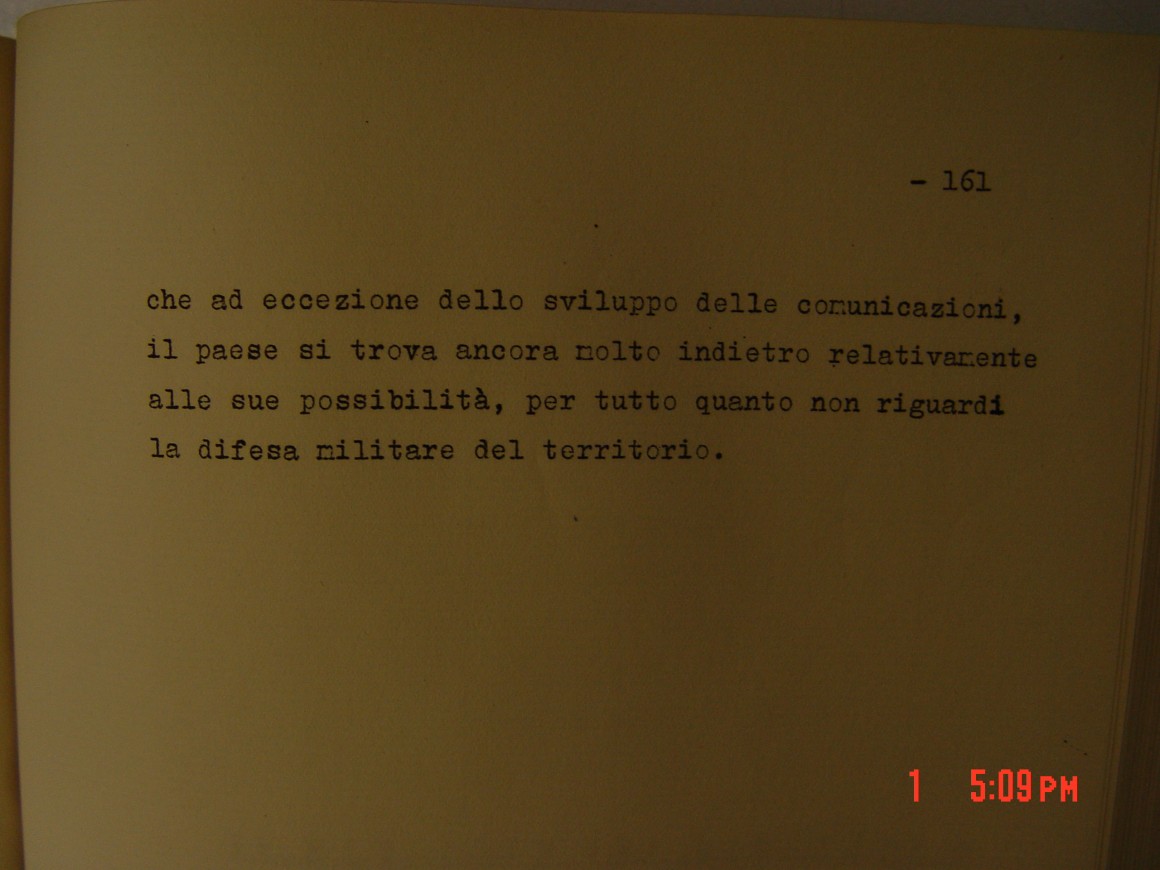 - 161
che ad eccezione dello sviluppo delle comunicazioni,
il paese si trova ancora molto indietro relativamente
alle sue possibilità, per tutto quanto non riguardi
la difesa militare del territorio.
1 5:09 PM